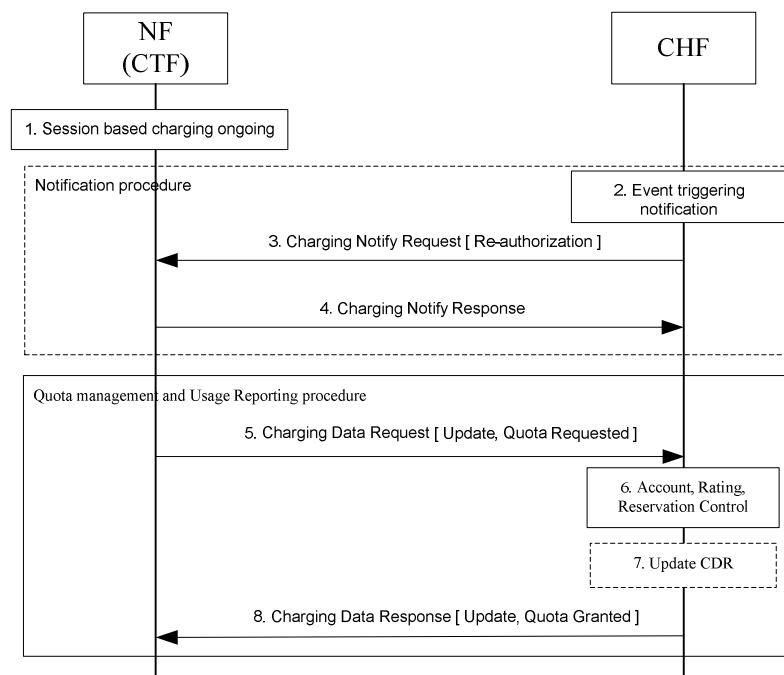 NF
(CTF)
CHF
1. Session based charging ongoing
Notification procedure
2. Event triggering
notification
3. Charging Notify Request [ Re-authorization ]
4. Charging Notify Response
Quota management and Usage Reporting procedure
5. Charging Data Request [ Update, Quota Requested ]
6. Account, Rating,
Reservation Control
7. Update CDR
8. Charging Data Response [ Update, Quota Granted ]